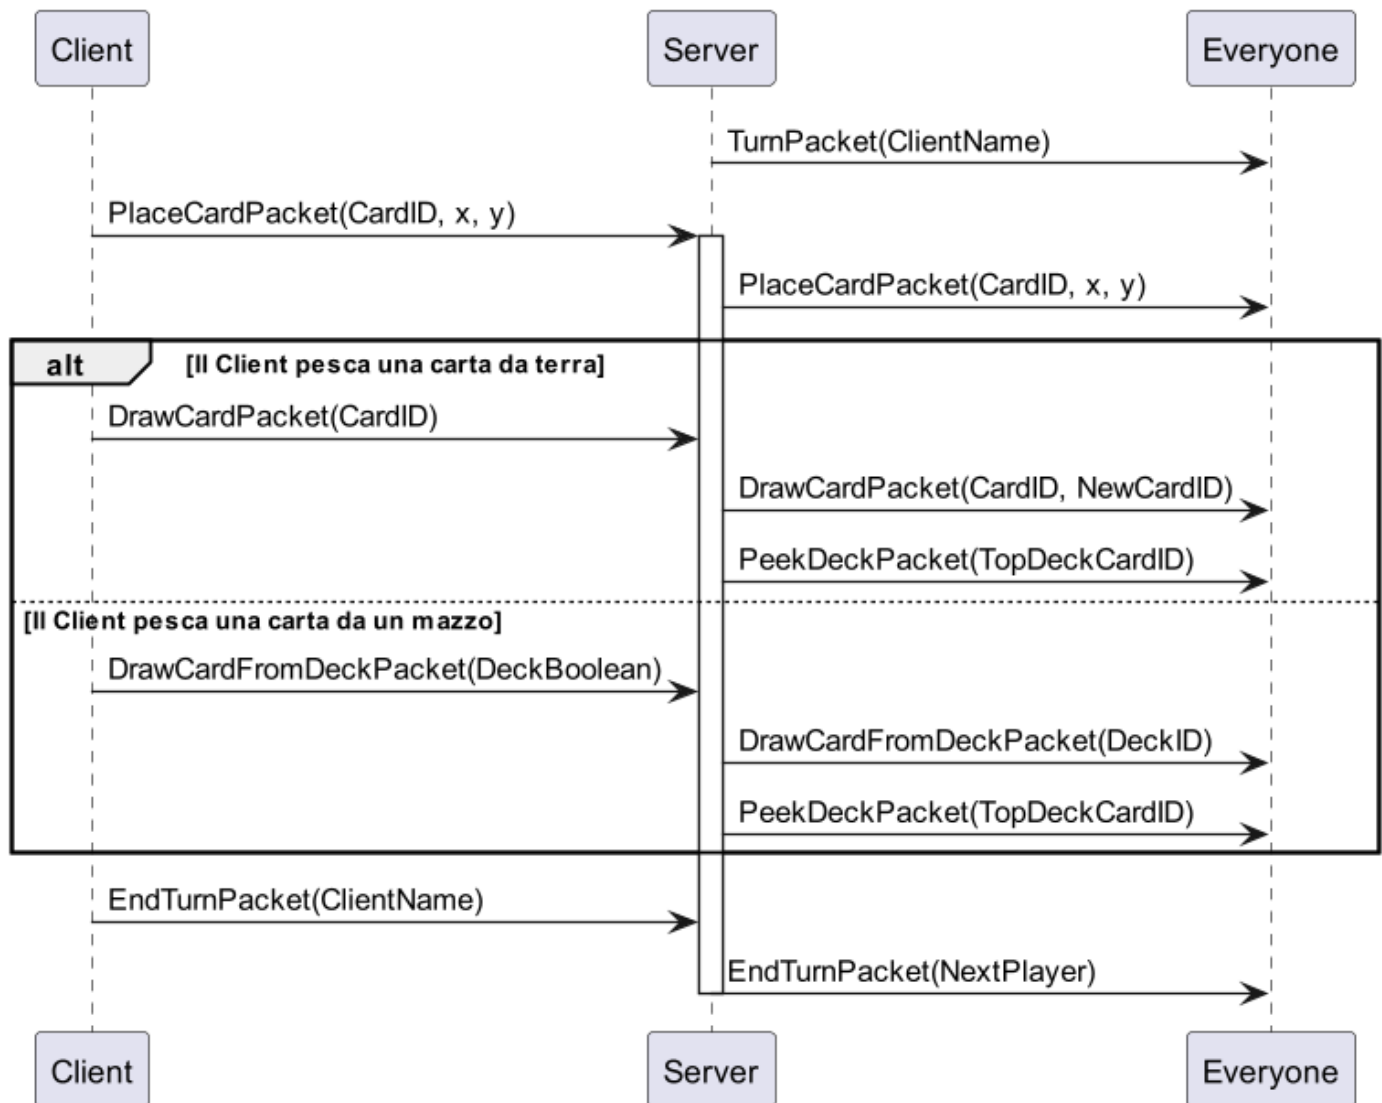 Client
Server
Everyone
TurnPacket(ClientName)
PlaceCardPacket(CardID, x, y)
PlaceCardPacket(CardID, x, y)
alt
[Il Client pesca una carta da terra]
DrawCardPacket(CardID)
DrawCardPacket(CardID, NewCardID)
PeekDeckPacket(TopDeckCardID)
[Il Client pesca una carta da un mazzo]
DrawCardFromDeckPacket(DeckBoolean)
DrawCardFromDeckPacket(DeckID)
PeekDeckPacket(TopDeckCardID)
EndTurnPacket(ClientName)
EndTurnPacket(NextPlayer)
Client
Server
Everyone